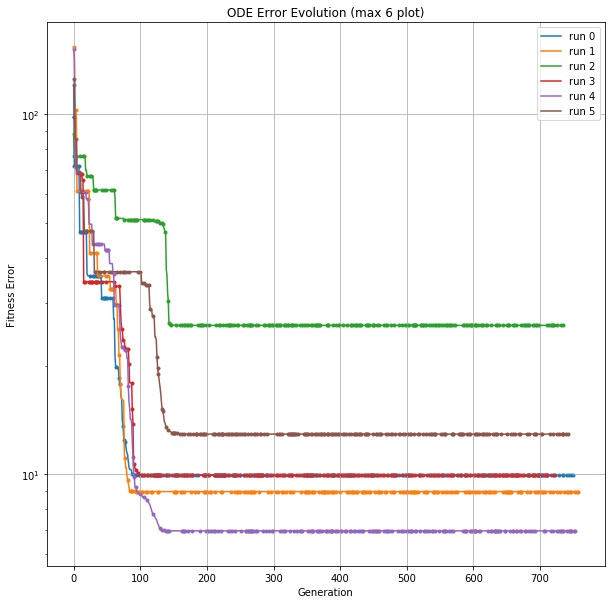 ODE Error Evolution (max 6 plot)
run 0
run 1
run 2
run 3
run 4
run 5
Fitness Error
10²
10¹
0 100 200 300 400 500 600 700
Generation